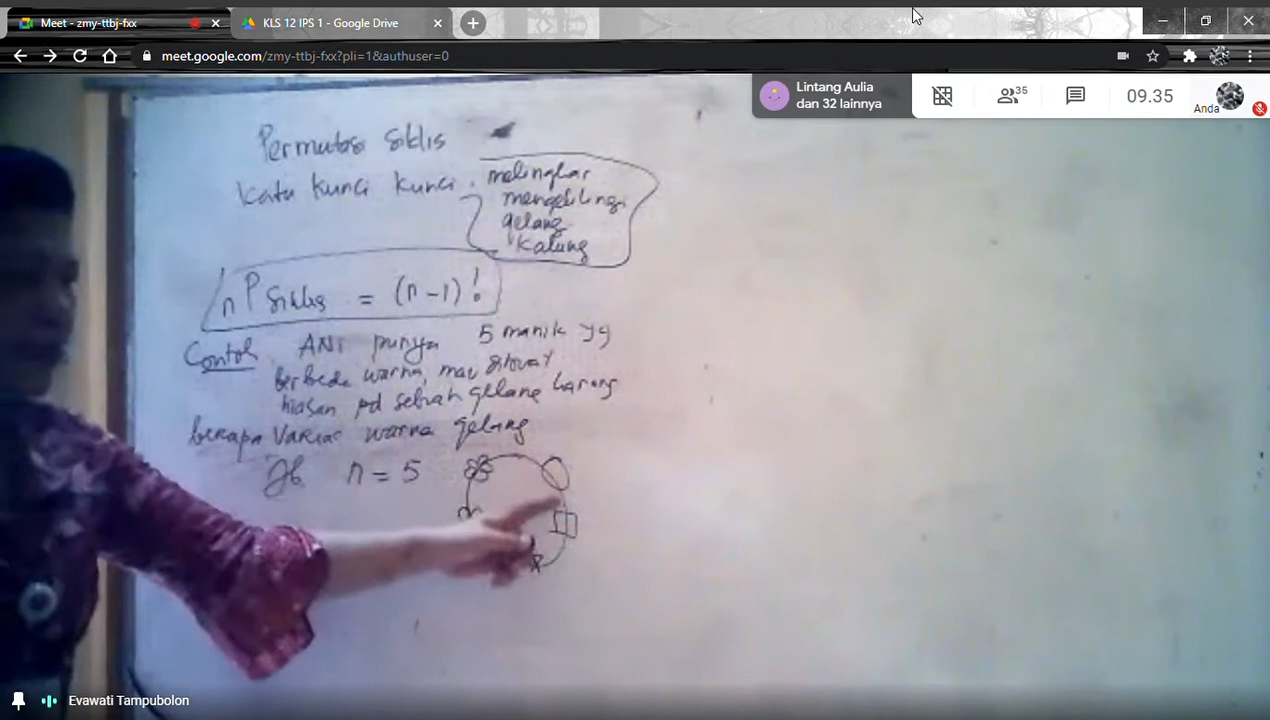 Meet - zmy-ttbj-fxx
KLS 12 IPS 1 - Google Drive
meet.google.com/zmy-ttbj-fxx?pli=1&authuser=0
Lintang Aulia
dan 32 lainnya
35
09.35
Anda
Permutasi Siklis
Kata Kunci Kunci . melingkar
mengelilingi
gelang
Kalung
n P Siklis = (n-1)!
Contoh ANi punya 5 manik yg
berbeda warna, mau dibuat
hiasan pd sebuah gelang
berapa Variasi warna gelang
Jb n = 5
Evawati Tampubolon